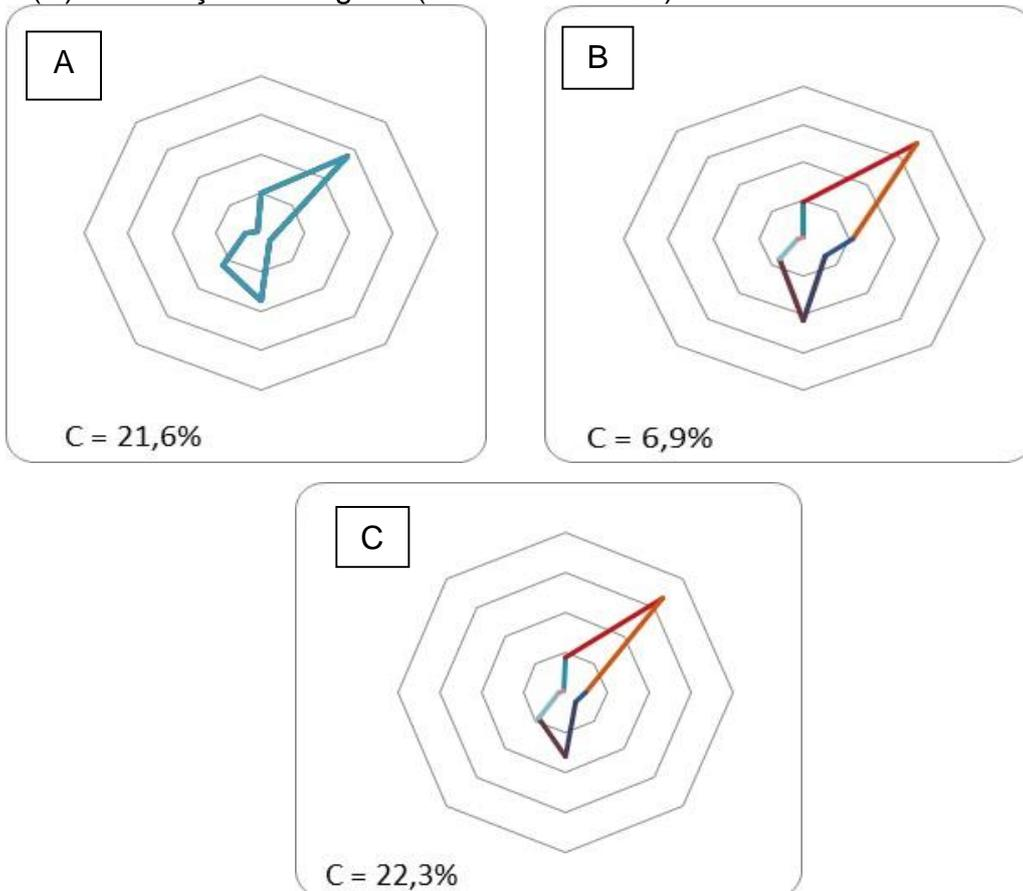 A
B
C = 21,6%
C = 6,9%
C
C = 22,3%